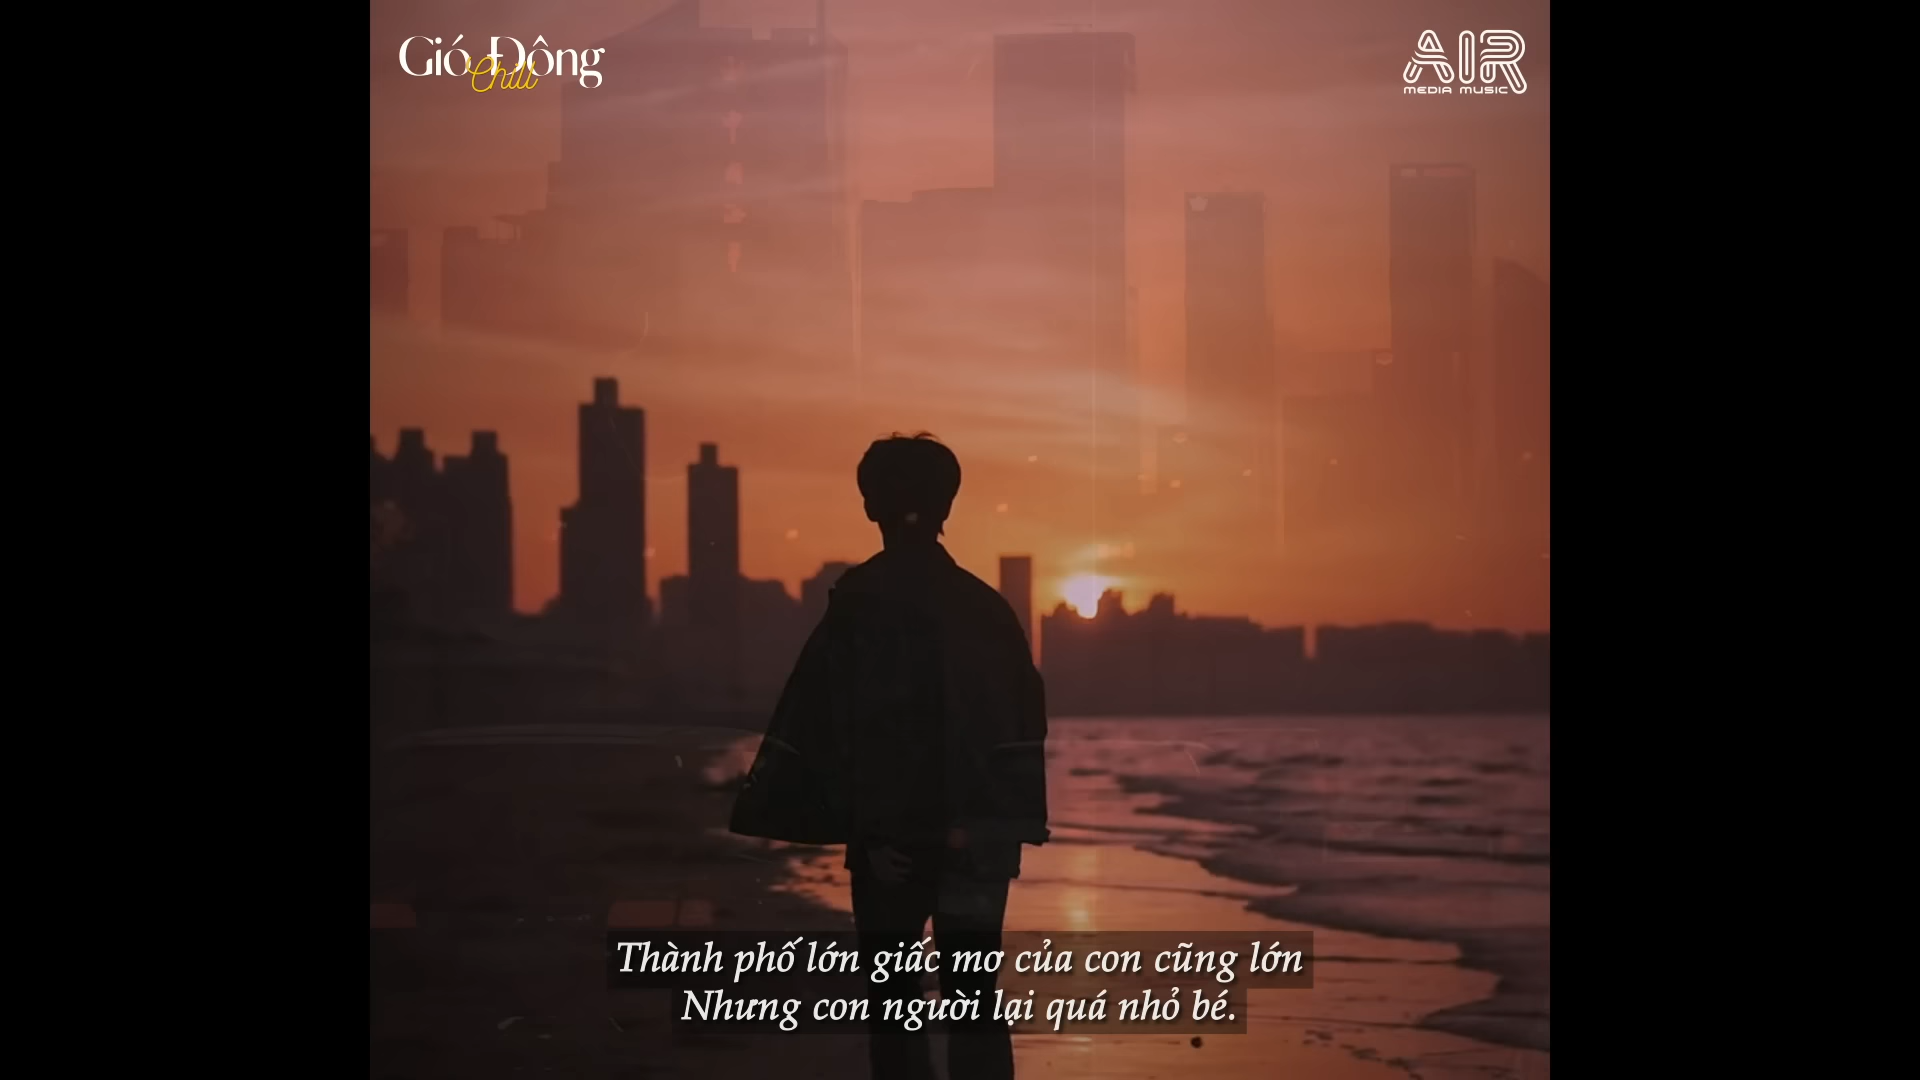 Gió Đông
Chill
AIR
MEDIA MUSIC
Thành phố lớn giấc mơ của con cũng lớn
Nhưng con người lại quá nhỏ bé.